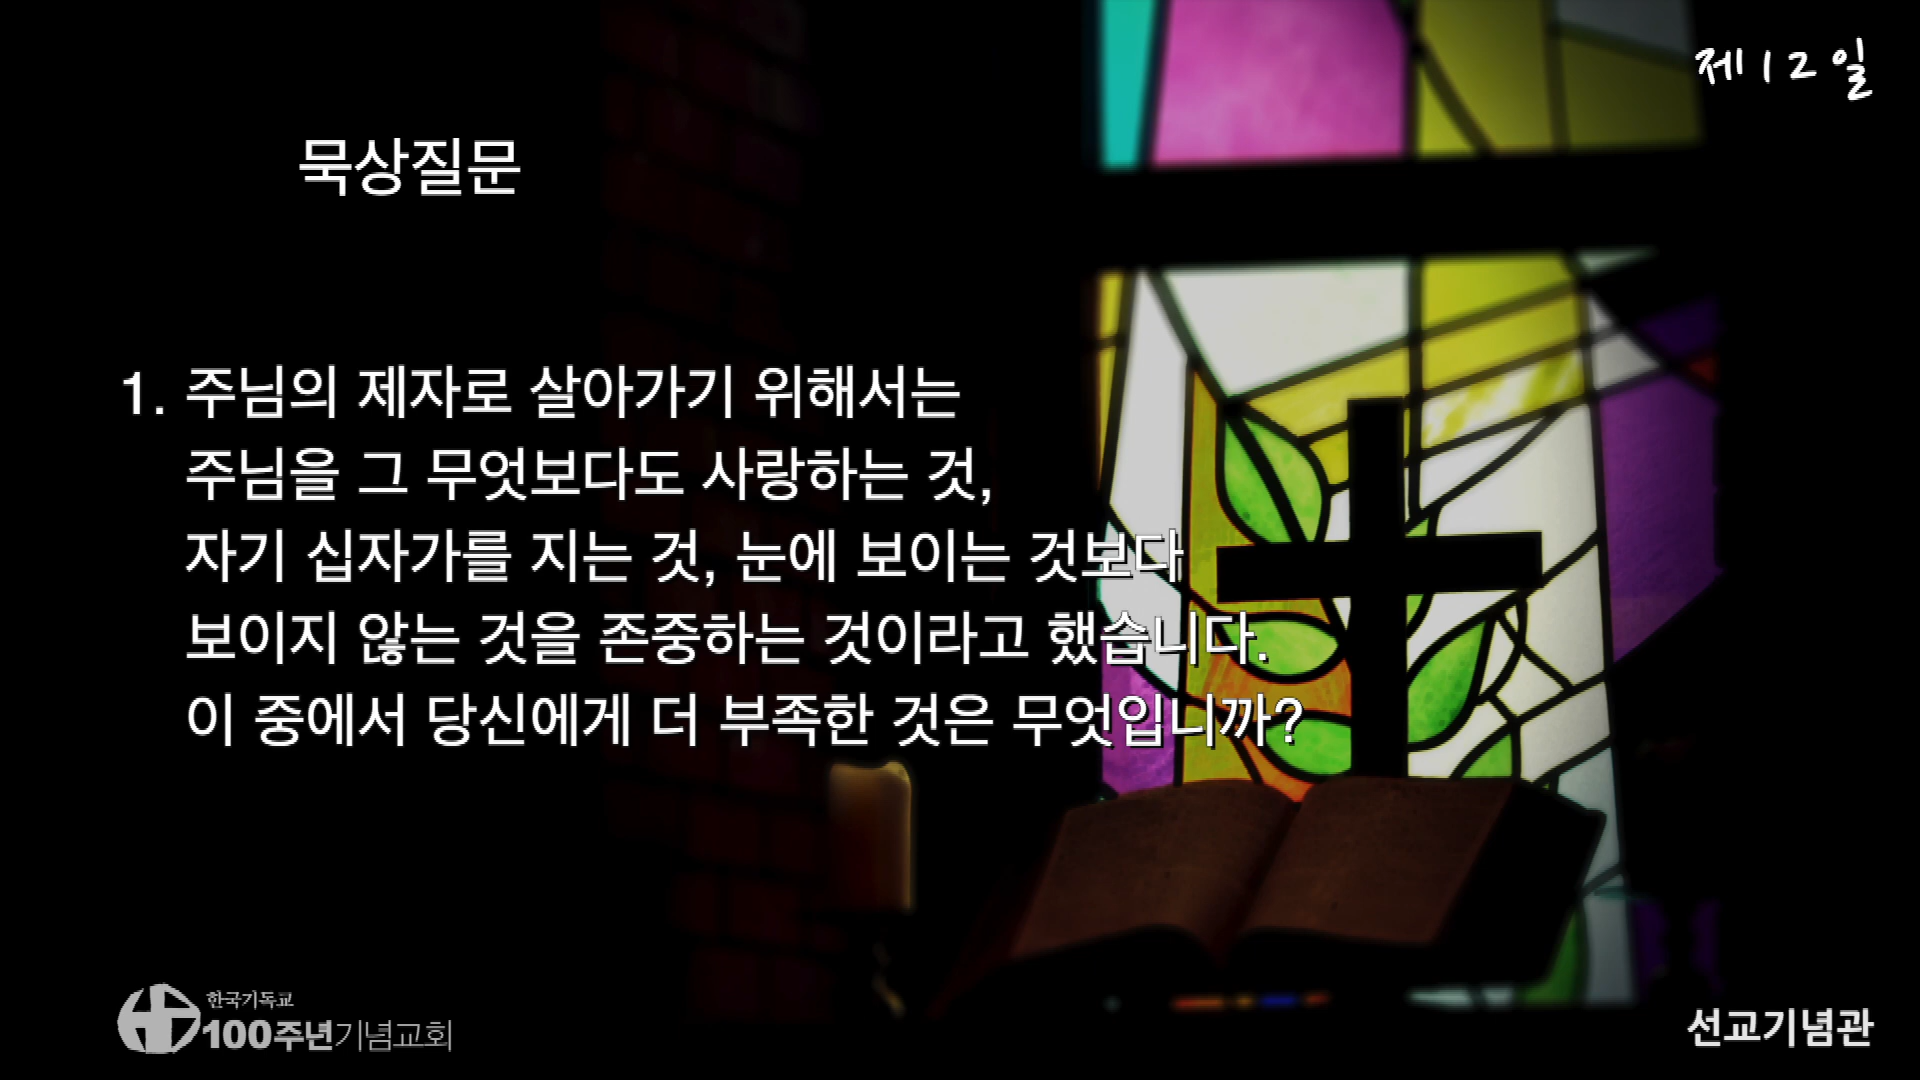 제12일
묵상질문
1. 주님의 제자로 살아가기 위해서는
주님을 그 무엇보다도 사랑하는 것,
자기 십자가를 지는 것, 눈에 보이는 것보다
보이지 않는 것을 존중하는 것이라고 했습니다.
이 중에서 당신에게 더 부족한 것은 무엇입니까?
한국기독교
100주년기념교회
선교기념관